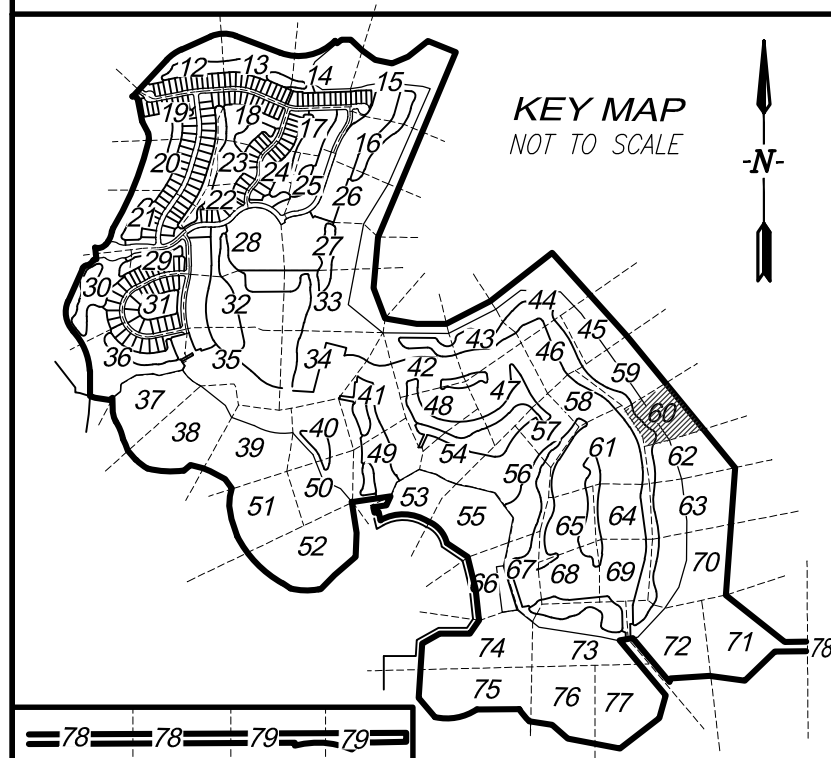 KEY MAP
NOT TO SCALE
-N-
12 13 14 15
19 18 17 16
20 23 24 25 26
21 22
28 27
29
30 31 32 33
36 35 34
37 38 39 40 41
42 43 44 45
46 47 48 49
50 51 52 53
54 55 56 57
58 59 60
61 62 63 64 65
66 67 68 69 70
71 72 73 74
75 76 77
78
78 78 79 79